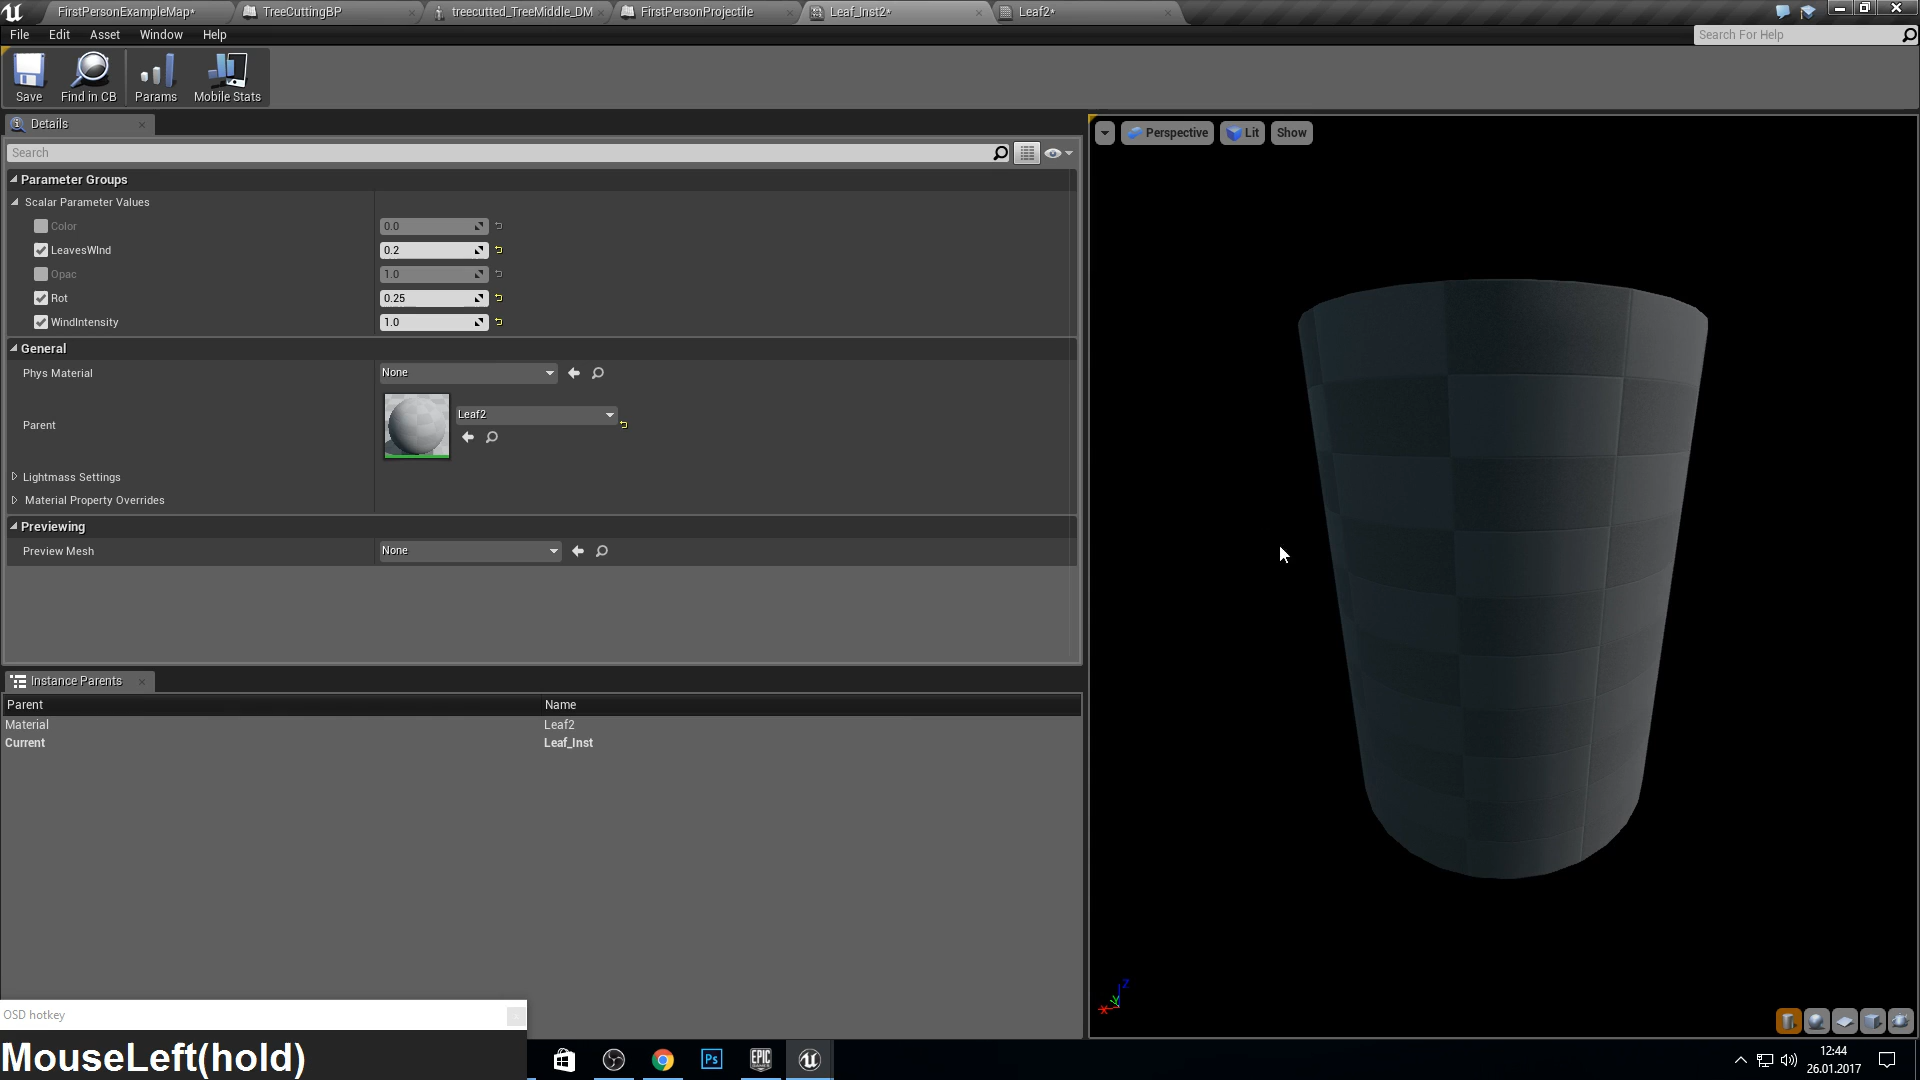 FirstPersonExampleMap*
TreeCuttingBP
treecutted_TreeMiddle_DM
FirstPersonProjectile
Leaf_Inst2*
Leaf2*
File
Edit
Asset
Window
Help
Search For Help
Save
Find in CB
Params
Mobile Stats
Details
Search
Perspective
Lit
Show
Parameter Groups
Scalar Parameter Values
Color
0.0
LeavesWInd
0.2
Opac
1.0
Rot
0.25
WindIntensity
1.0
General
Phys Material
None
Parent
Leaf2
Lightmass Settings
Material Property Overrides
Previewing
Preview Mesh
None
Instance Parents
Parent
Name
Material
Leaf2
Current
Leaf_Inst
Z
Y
X
OSD hotkey
MouseLeft(hold)
Ps
EPIC GAMES
12:44
26.01.2017